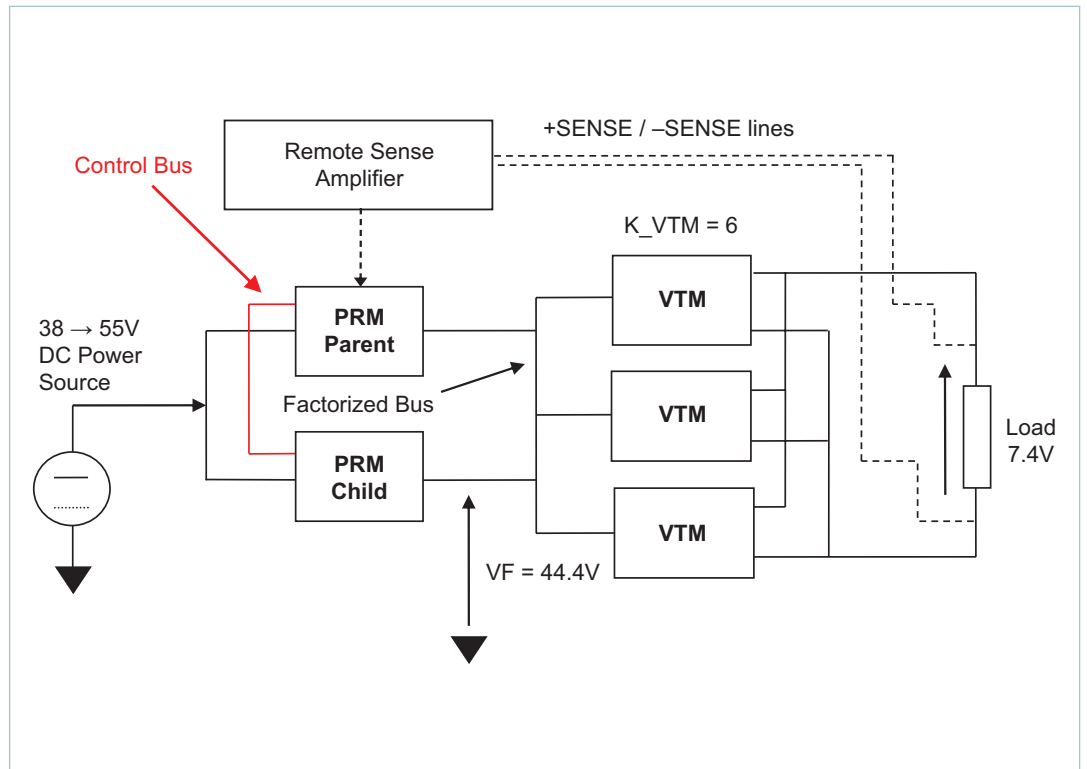 +SENSE / –SENSE lines
Remote Sense
Amplifier
Control Bus
K_VTM = 6
VTM
PRM
Parent
38 → 55V
DC Power
Source
Factorized Bus
VTM
Load
7.4V
PRM
Child
VTM
VF = 44.4V